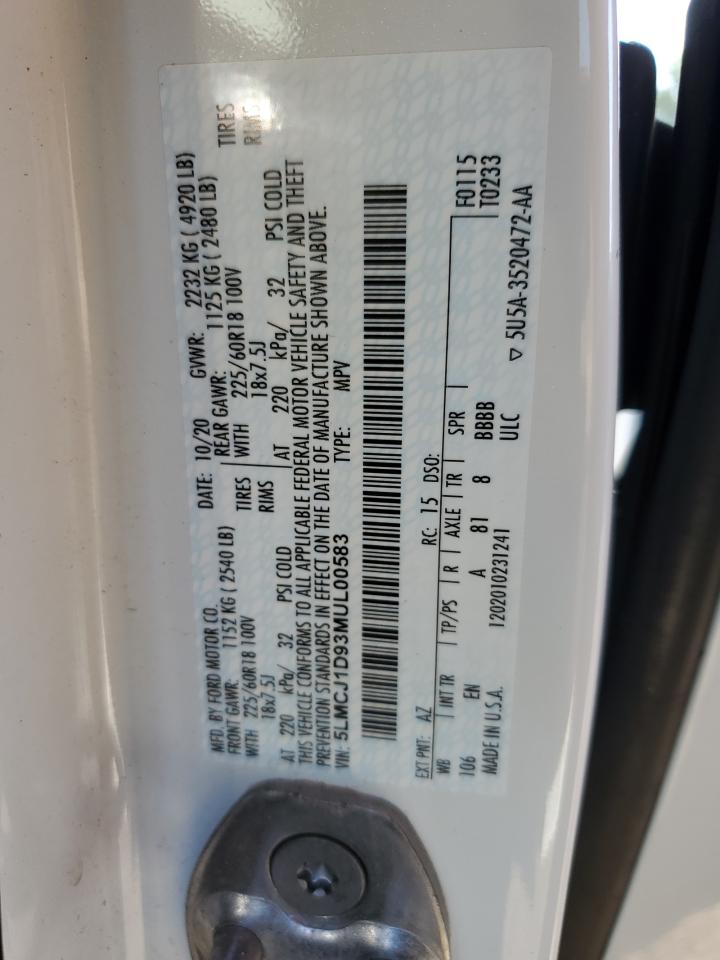 MFD. BY FORD MOTOR CO. DATE: 10/20 GVWR: 2232 KG ( 4920 LB)
FRONT GAWR: 1152 KG ( 2540 LB) REAR GAWR: 1125 KG ( 2480 LB)
WITH 225/60R18 100V TIRES WITH 225/60R18 100V TIRES
18x7.5J RIMS 18x7.5J RIMS
AT 220 kPa/ 32 PSI COLD AT 220 kPa/ 32 PSI COLD
THIS VEHICLE CONFORMS TO ALL APPLICABLE FEDERAL MOTOR VEHICLE SAFETY AND THEFT
PREVENTION STANDARDS IN EFFECT ON THE DATE OF MANUFACTURE SHOWN ABOVE.
VIN: 5LMCJ1D93MUL00583 TYPE: MPV
EXT PNT: AZ RC: 15 DSO:
WB INT TR TP/PS R AXLE TR SPR F0115
106 EN A 81 8 BBBB T0233
MADE IN U.S.A. 1202010231241 ULC
▽ 5U5A-3520472-AA